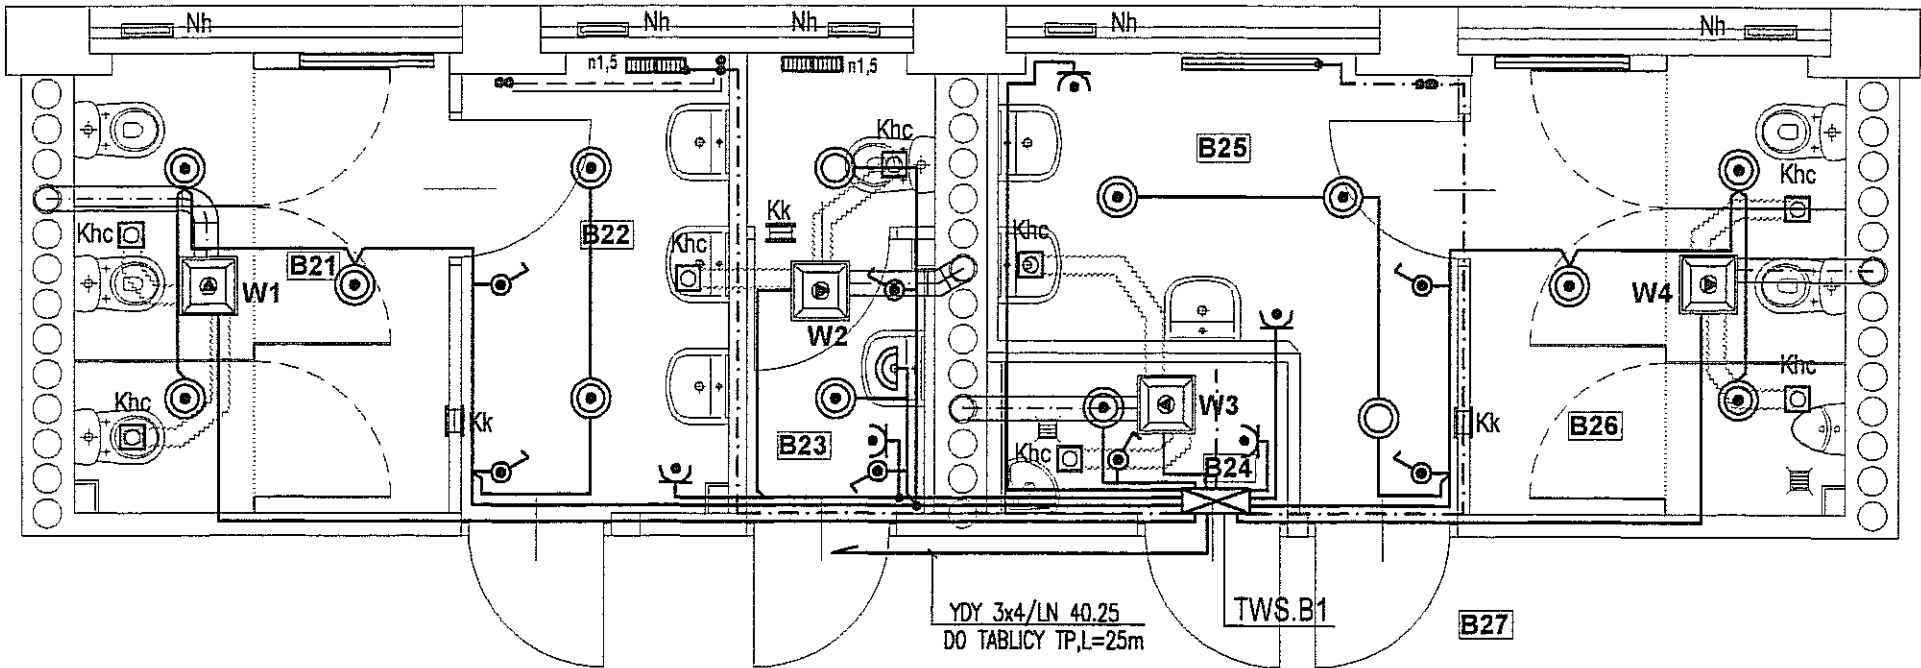 Nh
Nh
Nh
Nh
Nh
n1,5
n1,5
Khc
B25
Khc
Kk
Khc
B22
Khc
Khc
B21
W1
W2
W4
Khc
Khc
W3
Kk
Kk
B26
B23
Khc
B24
YDY 3x4/LN 40.25
DO TABLICY TP,L=25m
TWS.B1
B27